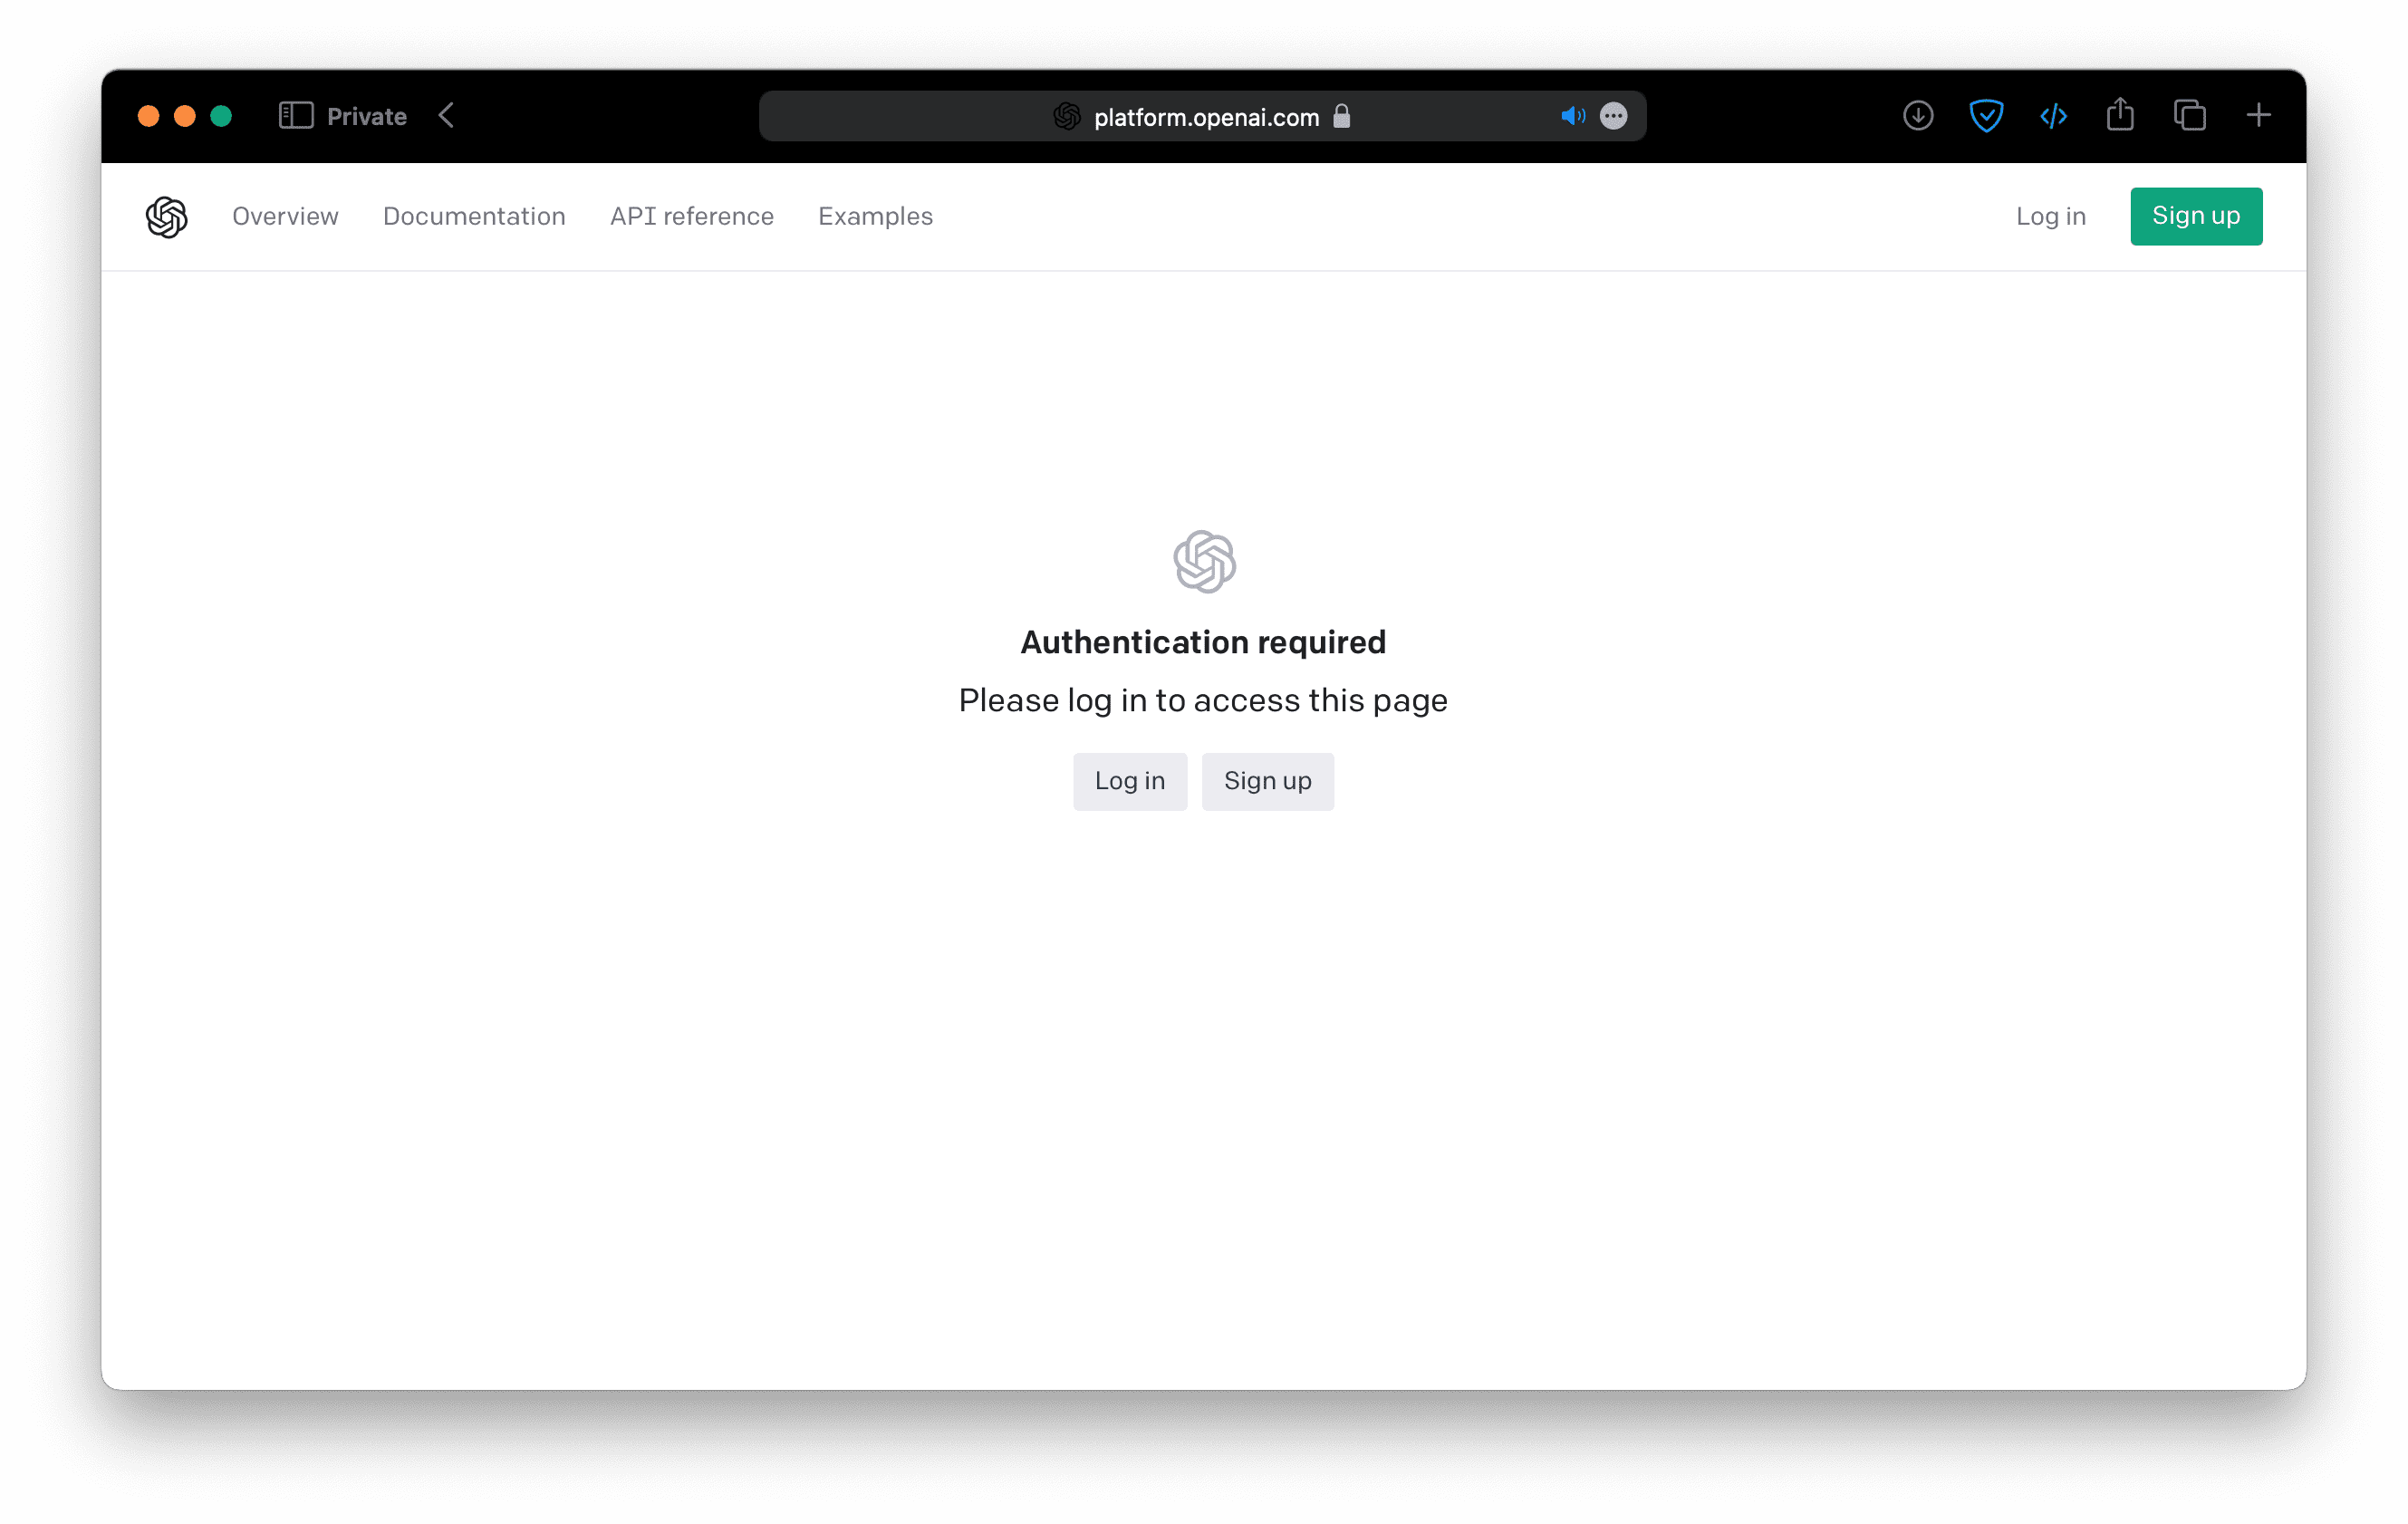 Private
platform.openai.com
Overview Documentation API reference Examples Log in Sign up
Authentication required
Please log in to access this page
Log in Sign up